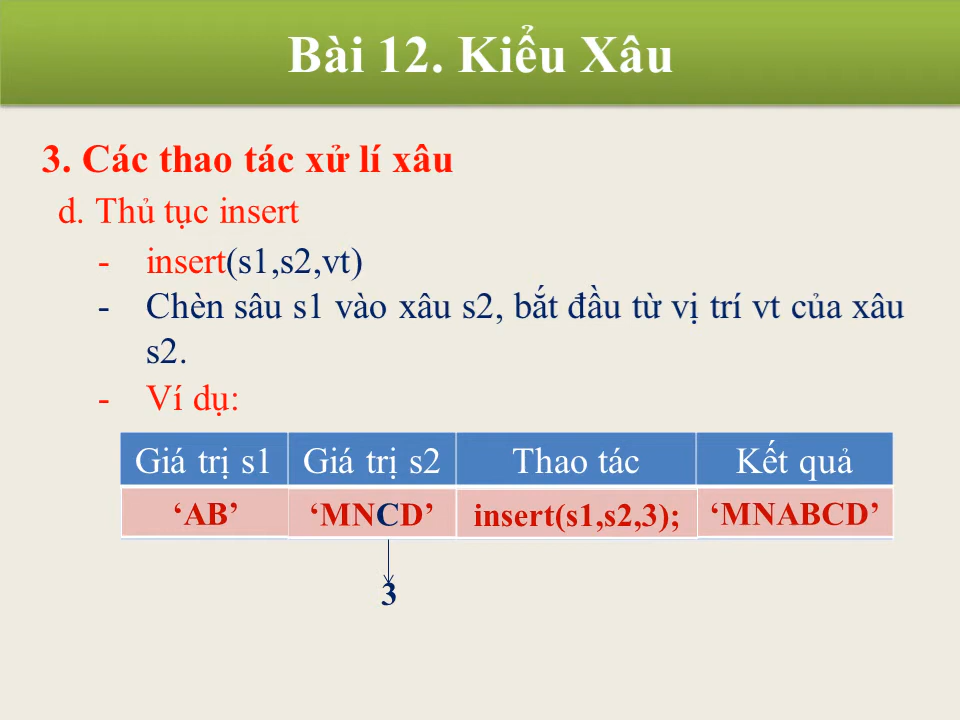 Bài 12. Kiểu Xâu
3. Các thao tác xử lí xâu
d. Thủ tục insert
- insert(s1,s2,vt)
- Chèn sâu s1 vào xâu s2, bắt đầu từ vị trí vt của xâu
s2.
- Ví dụ:
Giá trị s1 Giá trị s2 Thao tác Kết quả
‘AB’ ‘MNCD’ insert(s1,s2,3); ‘MNABCD’
3